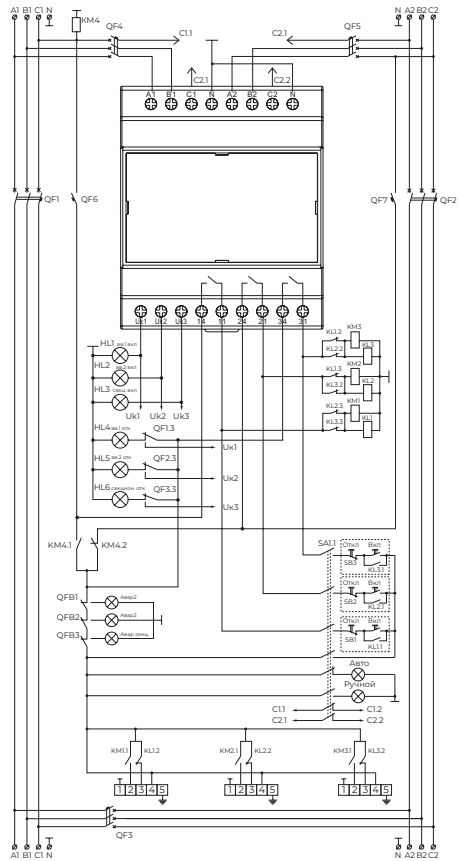 A1 B1 C1 N
KM4
QF4
C1.1
C2.1
QF5
N A2 B2 C2
C2.1
C2.2
A1 B1 C1 N A2 B2 C2 N
QF1
QF6
QF7
QF2
Uk1 Uk2 Uk3 14 11 24 21 34 31
HL1 вв.1 вкл
HL2 вв.2 вкл
HL3 секц. вкл
Uk1 Uk2 Uk3
HL4 вв.1 отк
QF1.3
Uк1
HL5 вв.2 отк
QF2.3
Uк2
HL6 секцион. отк
QF3.3
Uк3
KL1.2
KM3
KL2.2
KL3
KL1.3
KM2
KL3.2
KL2
KL2.3
KM1
KL3.3
KL1
KM4.1
KM4.2
SA1.1
Откл Вкл
SB3
KL3.1
Откл Вкл
SB2
KL2.1
Откл Вкл
SB1
KL1.1
QFB1
Авар2
QFB2
Авар2
QFB3
Авар секц.
Авто
Ручной
C1.1
C1.2
C2.1
C2.2
KM1.1
KL1.2
KM2.1
KL2.2
KM3.1
KL3.2
1 2 3 4 5
1 2 3 4 5
1 2 3 4 5
QF3
A1 B1 C1 N
N A2 B2 C2